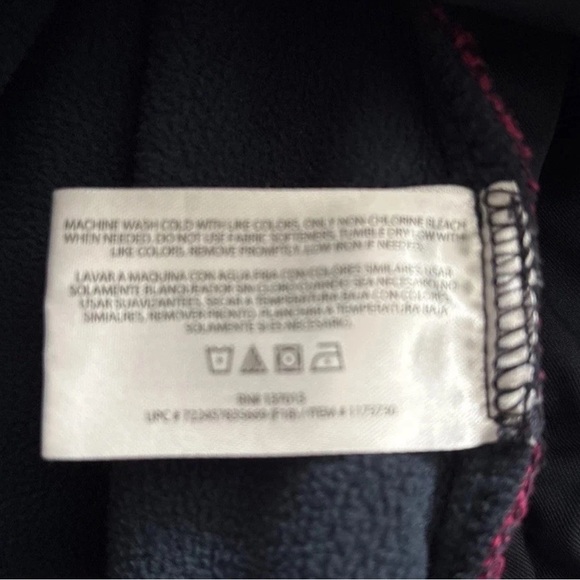 MACHINE WASH COLD WITH LIKE COLORS, ONLY NON-CHLORINE BLEACH
WHEN NEEDED. DO NOT USE FABRIC SOFTENERS. TUMBLE DRY LOW WITH
LIKE COLORS. REMOVE PROMPTLY. LOW IRON IF NEEDED.
LAVAR A MAQUINA CON AGUA FRIA CON COLORES SIMILARES. USAR
SOLAMENTE BLANQUEADOR SIN CLORO CUANDO SEA NECESARIO. NO
USAR SUAVIZANTES. SECAR A TEMPERATURA BAJA CON COLORES
SIMIALRES. REMOVER PRONTO. PLANCHAR A TEMPERATURA BAJA
SOLAMENTE SI ES NECESARIO.
RN#
UPC # / ITEM #